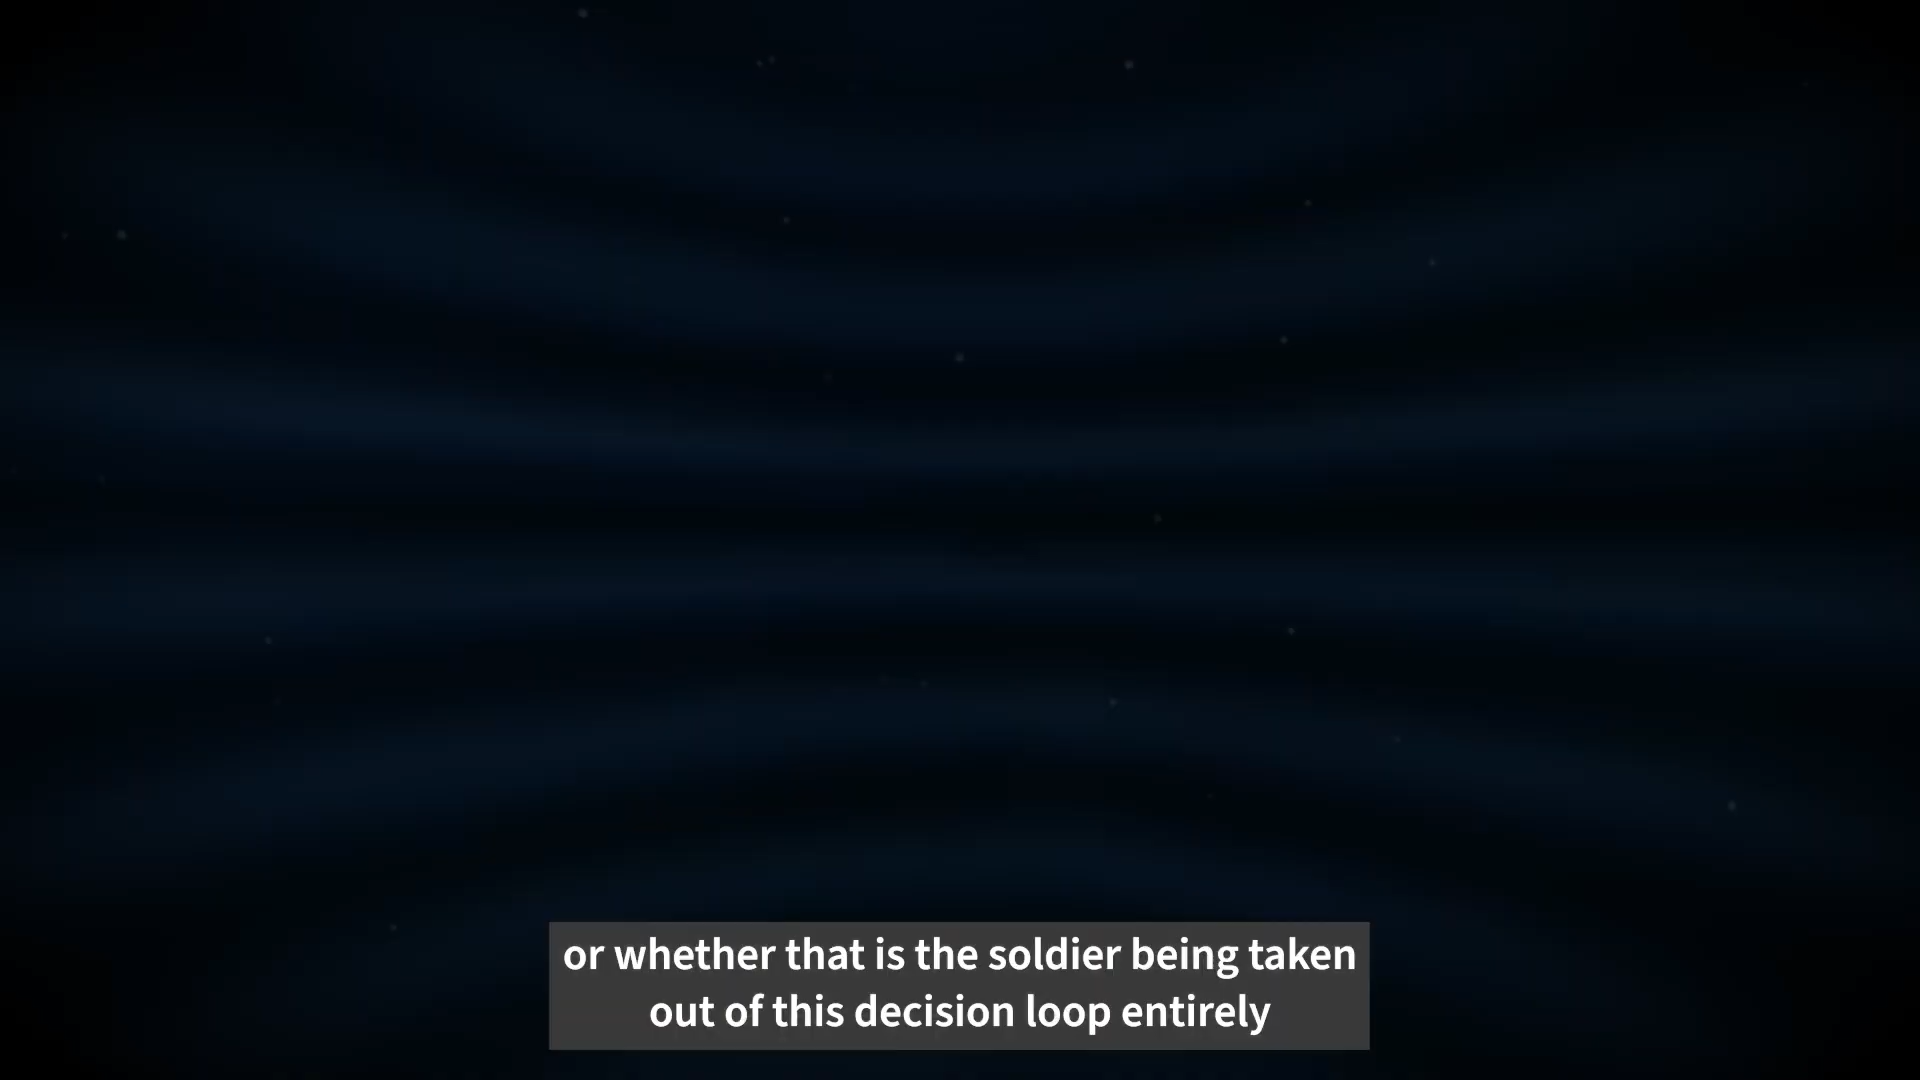 or whether that is the soldier being taken
out of this decision loop entirely